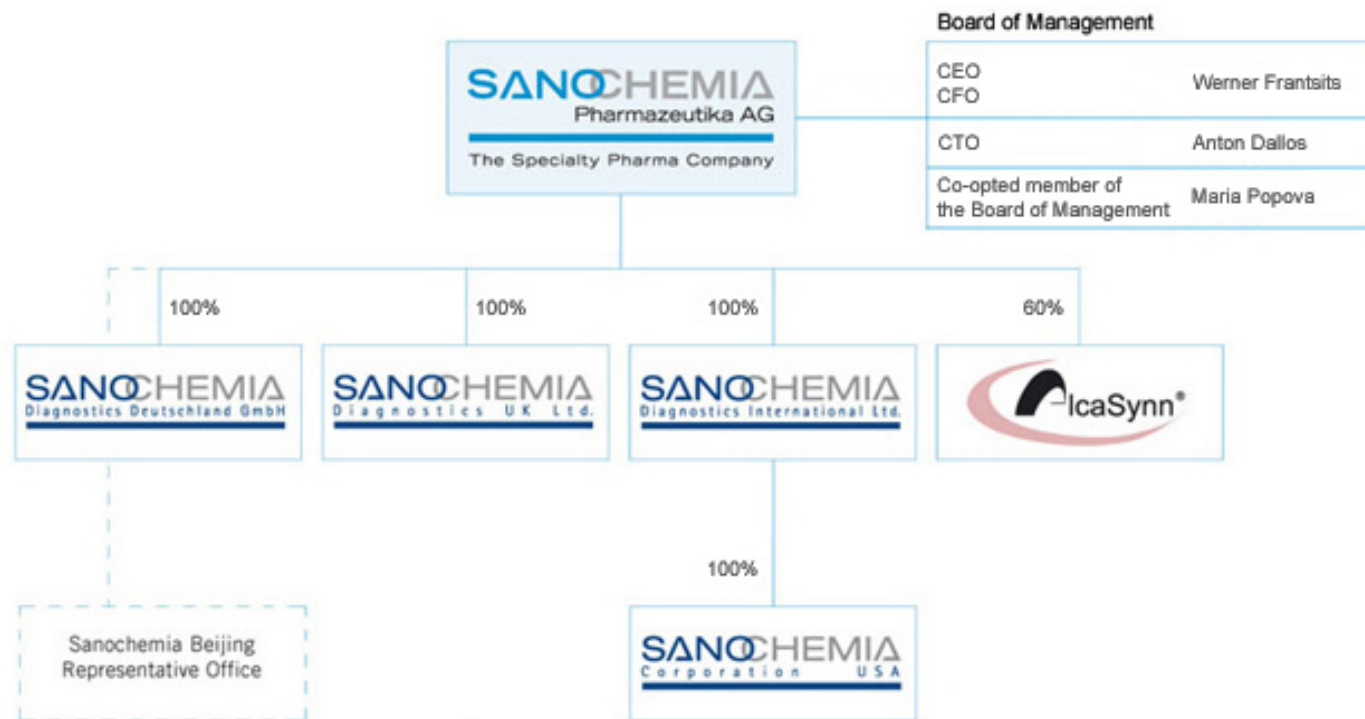 Board of Management
SANOCHEMIA
Pharmazeutika AG
The Specialty Pharma Company
CEO
CFO
Werner Frantsits
CTO
Anton Dallos
Co-opted member of
the Board of Management
Maria Popova
100%
100%
100%
60%
SANOCHEMIA
Diagnostics Deutschland GmbH
SANOCHEMIA
Diagnostics UK Ltd.
SANOCHEMIA
Diagnostics International Ltd.
AlcaSynn®
100%
Sanochemia Beijing
Representative Office
SANOCHEMIA
Corporation USA